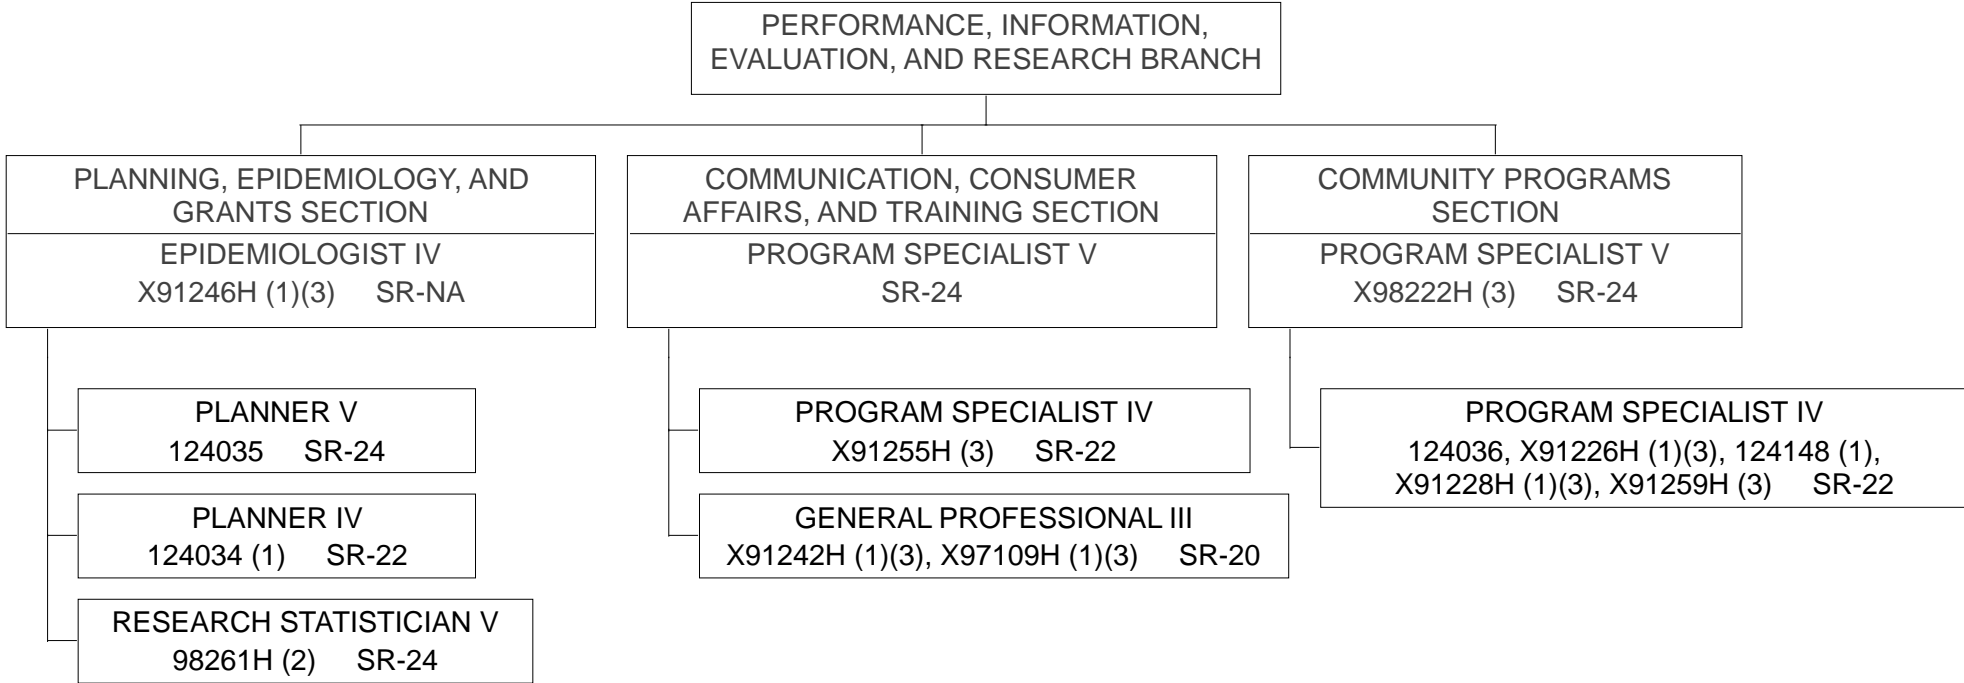 PERFORMANCE, INFORMATION,
EVALUATION, AND RESEARCH BRANCH
PLANNING, EPIDEMIOLOGY, AND
GRANTS SECTION
EPIDEMIOLOGIST IV
X91246H (1)(3) SR-NA
PLANNER V
124035 SR-24
PLANNER IV
124034 (1) SR-22
RESEARCH STATISTICIAN V
98261H (2) SR-24
COMMUNICATION, CONSUMER
AFFAIRS, AND TRAINING SECTION
PROGRAM SPECIALIST V
SR-24
PROGRAM SPECIALIST IV
X91255H (3) SR-22
GENERAL PROFESSIONAL III
X91242H (1)(3), X97109H (1)(3) SR-20
COMMUNITY PROGRAMS
SECTION
PROGRAM SPECIALIST V
X98222H (3) SR-24
PROGRAM SPECIALIST IV
124036, X91226H (1)(3), 124148 (1),
X91228H (1)(3), X91259H (3) SR-22